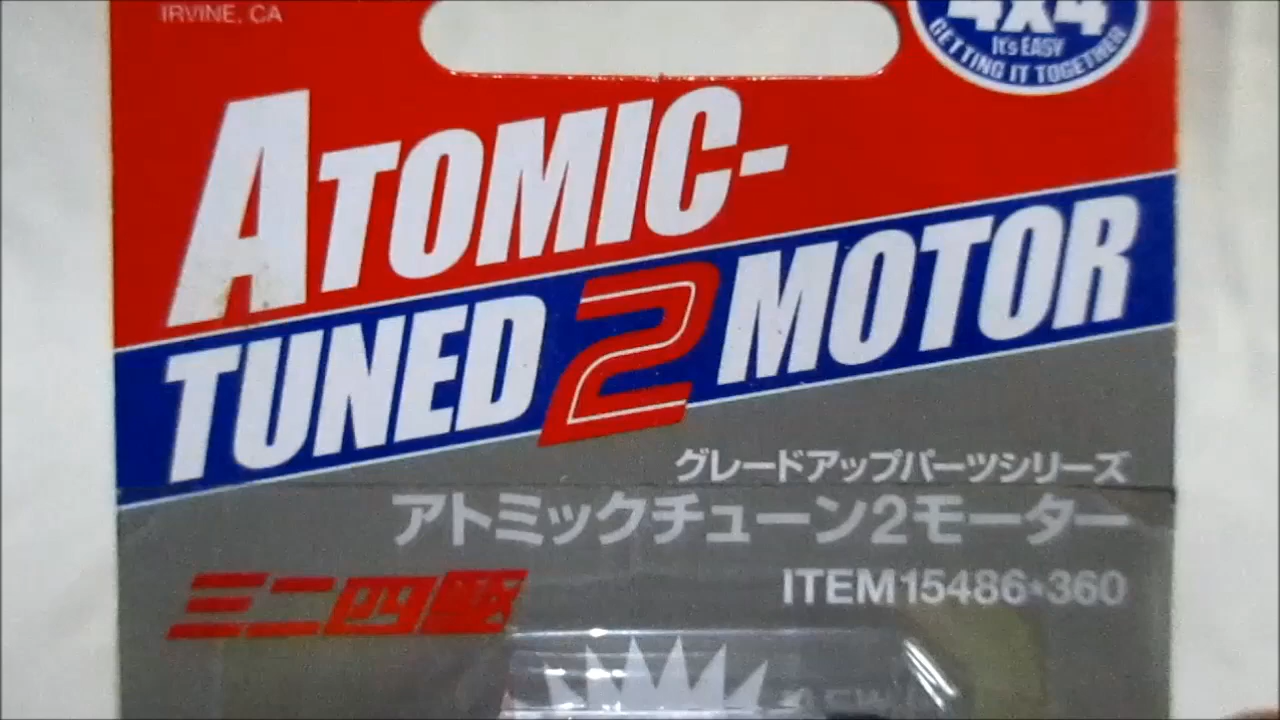 IRVINE, CA
4X4
It's EASY
GETTING IT TOGETHER
ATOMIC-
TUNED 2 MOTOR
グレードアップパーツシリーズ
アトミックチューン2モーター
ミニ四駆
ITEM 15486・360